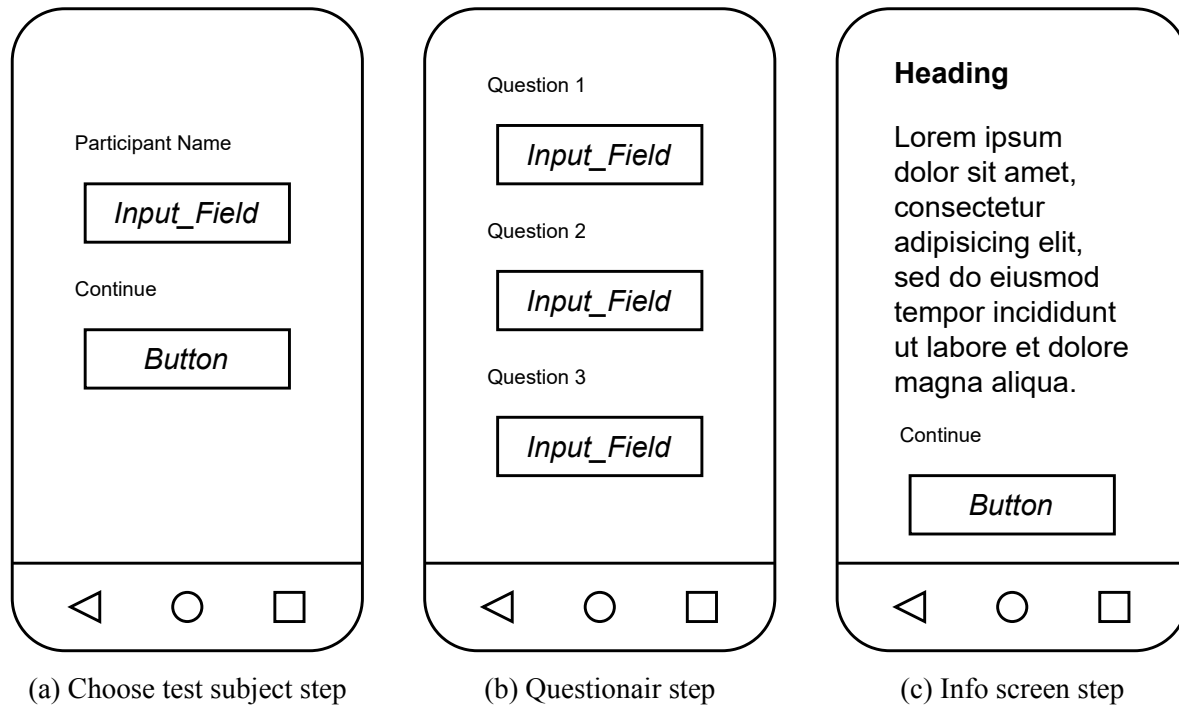 Participant Name
Input_Field
Continue
Button
(a) Choose test subject step
Question 1
Input_Field
Question 2
Input_Field
Question 3
Input_Field
(b) Questionair step
Heading
Lorem ipsum
dolor sit amet,
consectetur
adipisicing elit,
sed do eiusmod
tempor incididunt
ut labore et dolore
magna aliqua.
Continue
Button
(c) Info screen step